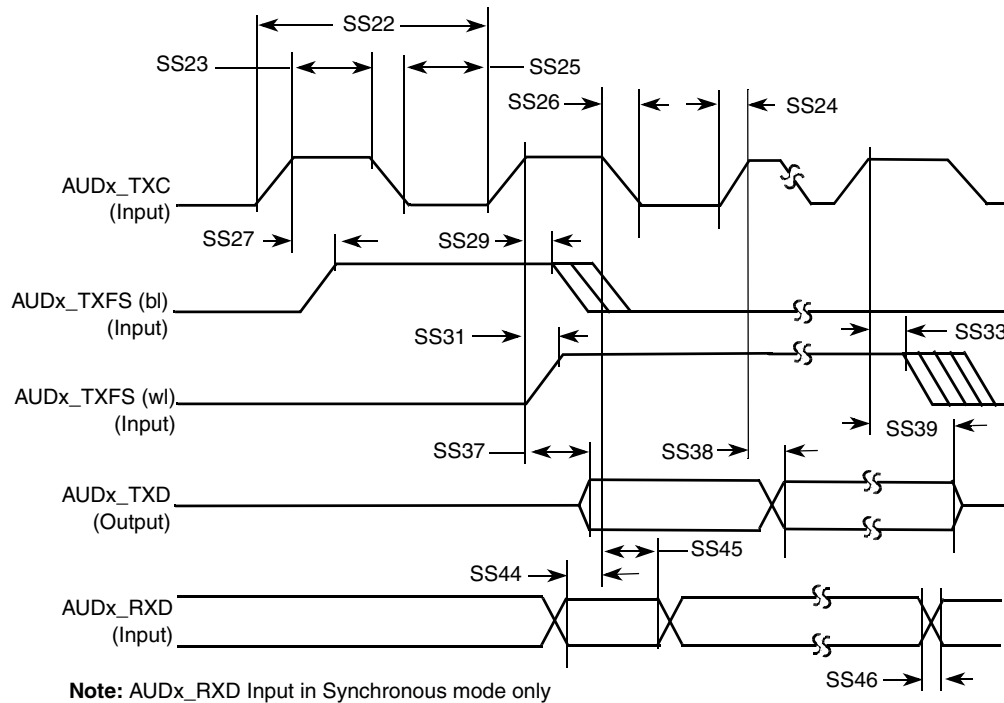 SS22
SS23
SS25
SS26
SS24
AUDx_TXC
(Input)
SS27
SS29
AUDx_TXFS (bl)
(Input)
SS31
SS33
AUDx_TXFS (wl)
(Input)
SS37
SS38
SS39
AUDx_TXD
(Output)
SS45
SS44
AUDx_RXD
(Input)
SS46
Note: AUDx_RXD Input in Synchronous mode only